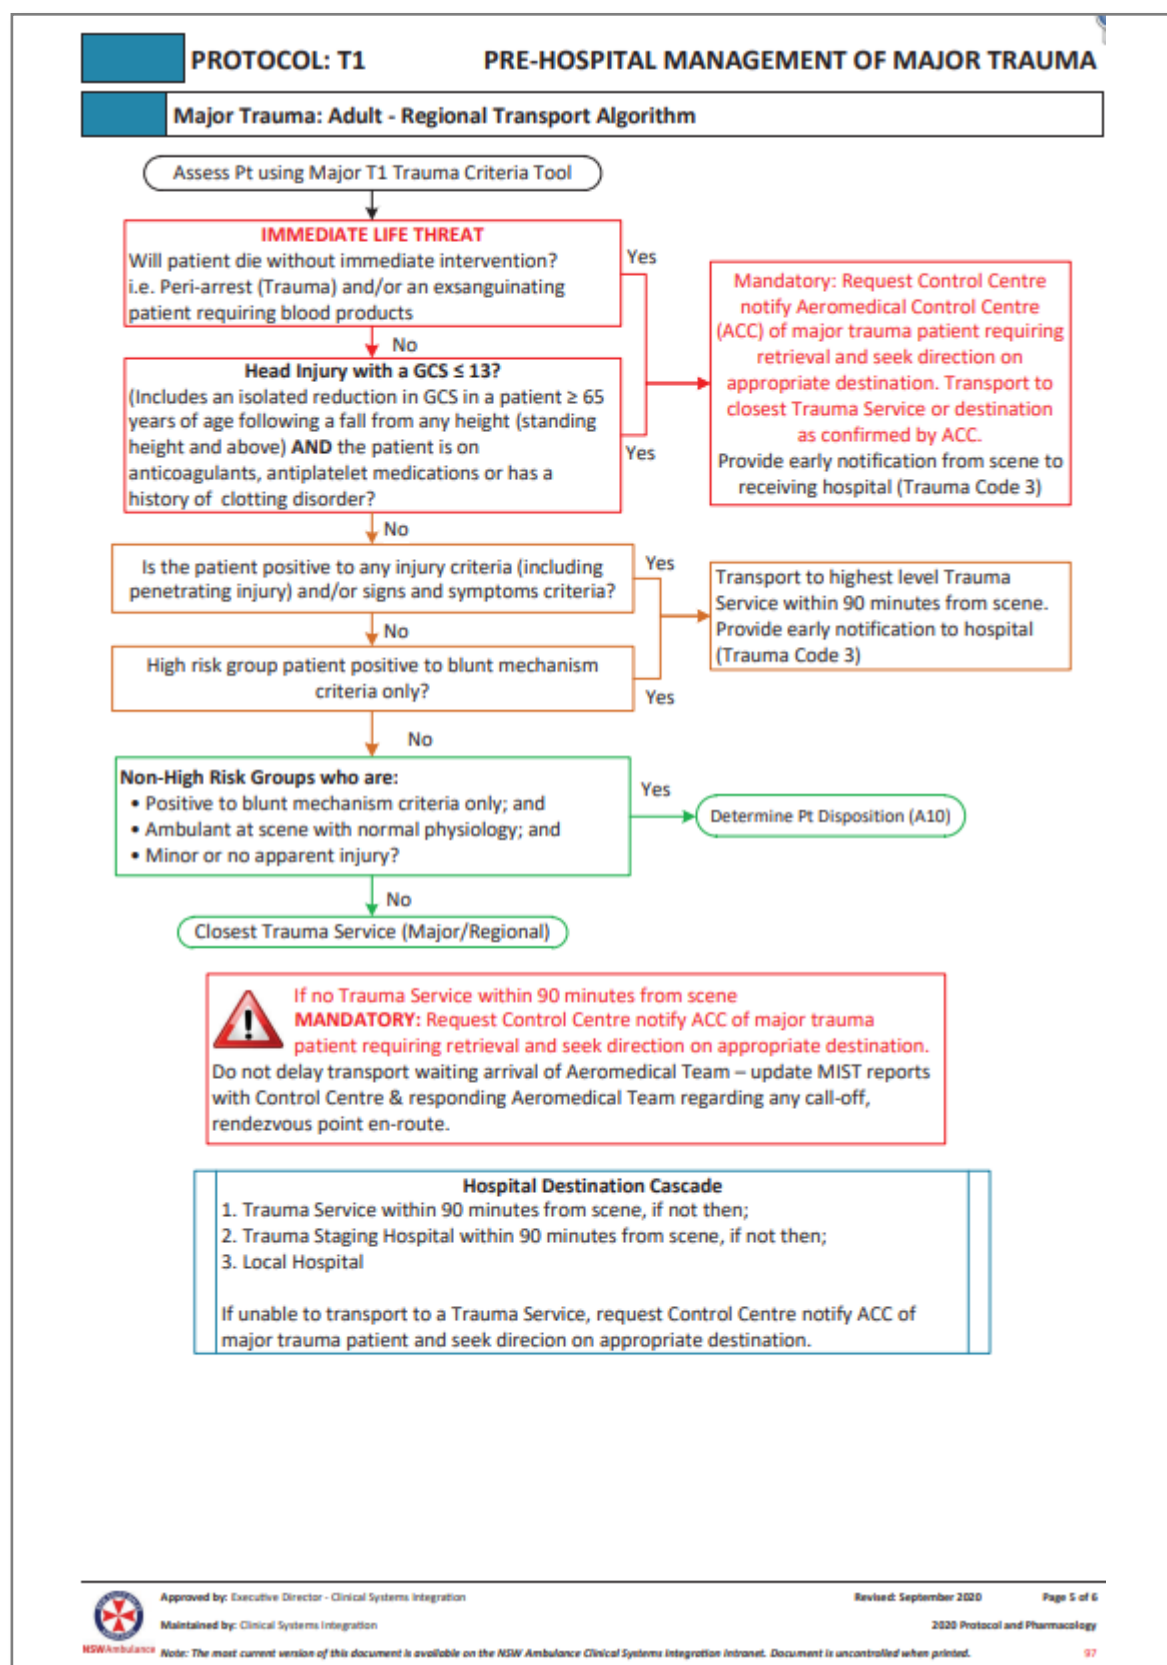 PROTOCOL: T1 PRE-HOSPITAL MANAGEMENT OF MAJOR TRAUMA
Major Trauma: Adult - Regional Transport Algorithm
Assess Pt using Major T1 Trauma Criteria Tool
IMMEDIATE LIFE THREAT
Will patient die without immediate intervention?
i.e. Peri-arrest (Trauma) and/or an exsanguinating
patient requiring blood products
Yes
No
Head Injury with a GCS ≤ 13?
(Includes an isolated reduction in GCS in a patient ≥ 65
years of age following a fall from any height (standing
height and above) AND the patient is on
anticoagulants, antiplatelet medications or has a
history of clotting disorder?
Yes
Mandatory: Request Control Centre
notify Aeromedical Control Centre
(ACC) of major trauma patient requiring
retrieval and seek direction on
appropriate destination. Transport to
closest Trauma Service or destination
as confirmed by ACC.
Provide early notification from scene to
receiving hospital (Trauma Code 3)
No
Is the patient positive to any injury criteria (including
penetrating injury) and/or signs and symptoms criteria?
Yes
No
High risk group patient positive to blunt mechanism
criteria only?
Yes
Transport to highest level Trauma
Service within 90 minutes from scene.
Provide early notification to hospital
(Trauma Code 3)
No
Non-High Risk Groups who are:
• Positive to blunt mechanism criteria only; and
• Ambulant at scene with normal physiology; and
• Minor or no apparent injury?
Yes
Determine Pt Disposition (A10)
No
Closest Trauma Service (Major/Regional)
If no Trauma Service within 90 minutes from scene
MANDATORY: Request Control Centre notify ACC of major trauma
patient requiring retrieval and seek direction on appropriate destination.
Do not delay transport waiting arrival of Aeromedical Team – update MIST reports
with Control Centre & responding Aeromedical Team regarding any call-off,
rendezvous point en-route.
Hospital Destination Cascade
1. Trauma Service within 90 minutes from scene, if not then;
2. Trauma Staging Hospital within 90 minutes from scene, if not then;
3. Local Hospital
If unable to transport to a Trauma Service, request Control Centre notify ACC of
major trauma patient and seek direcion on appropriate destination.
Approved by: Executive Director - Clinical Systems Integration Revised: September 2020 Page 5 of 6
Maintained by: Clinical Systems Integration 2020 Protocol and Pharmacology
NSW Ambulance Note: The most current version of this document is available on the NSW Ambulance Clinical Systems Integration Intranet. Document is uncontrolled when printed. 97